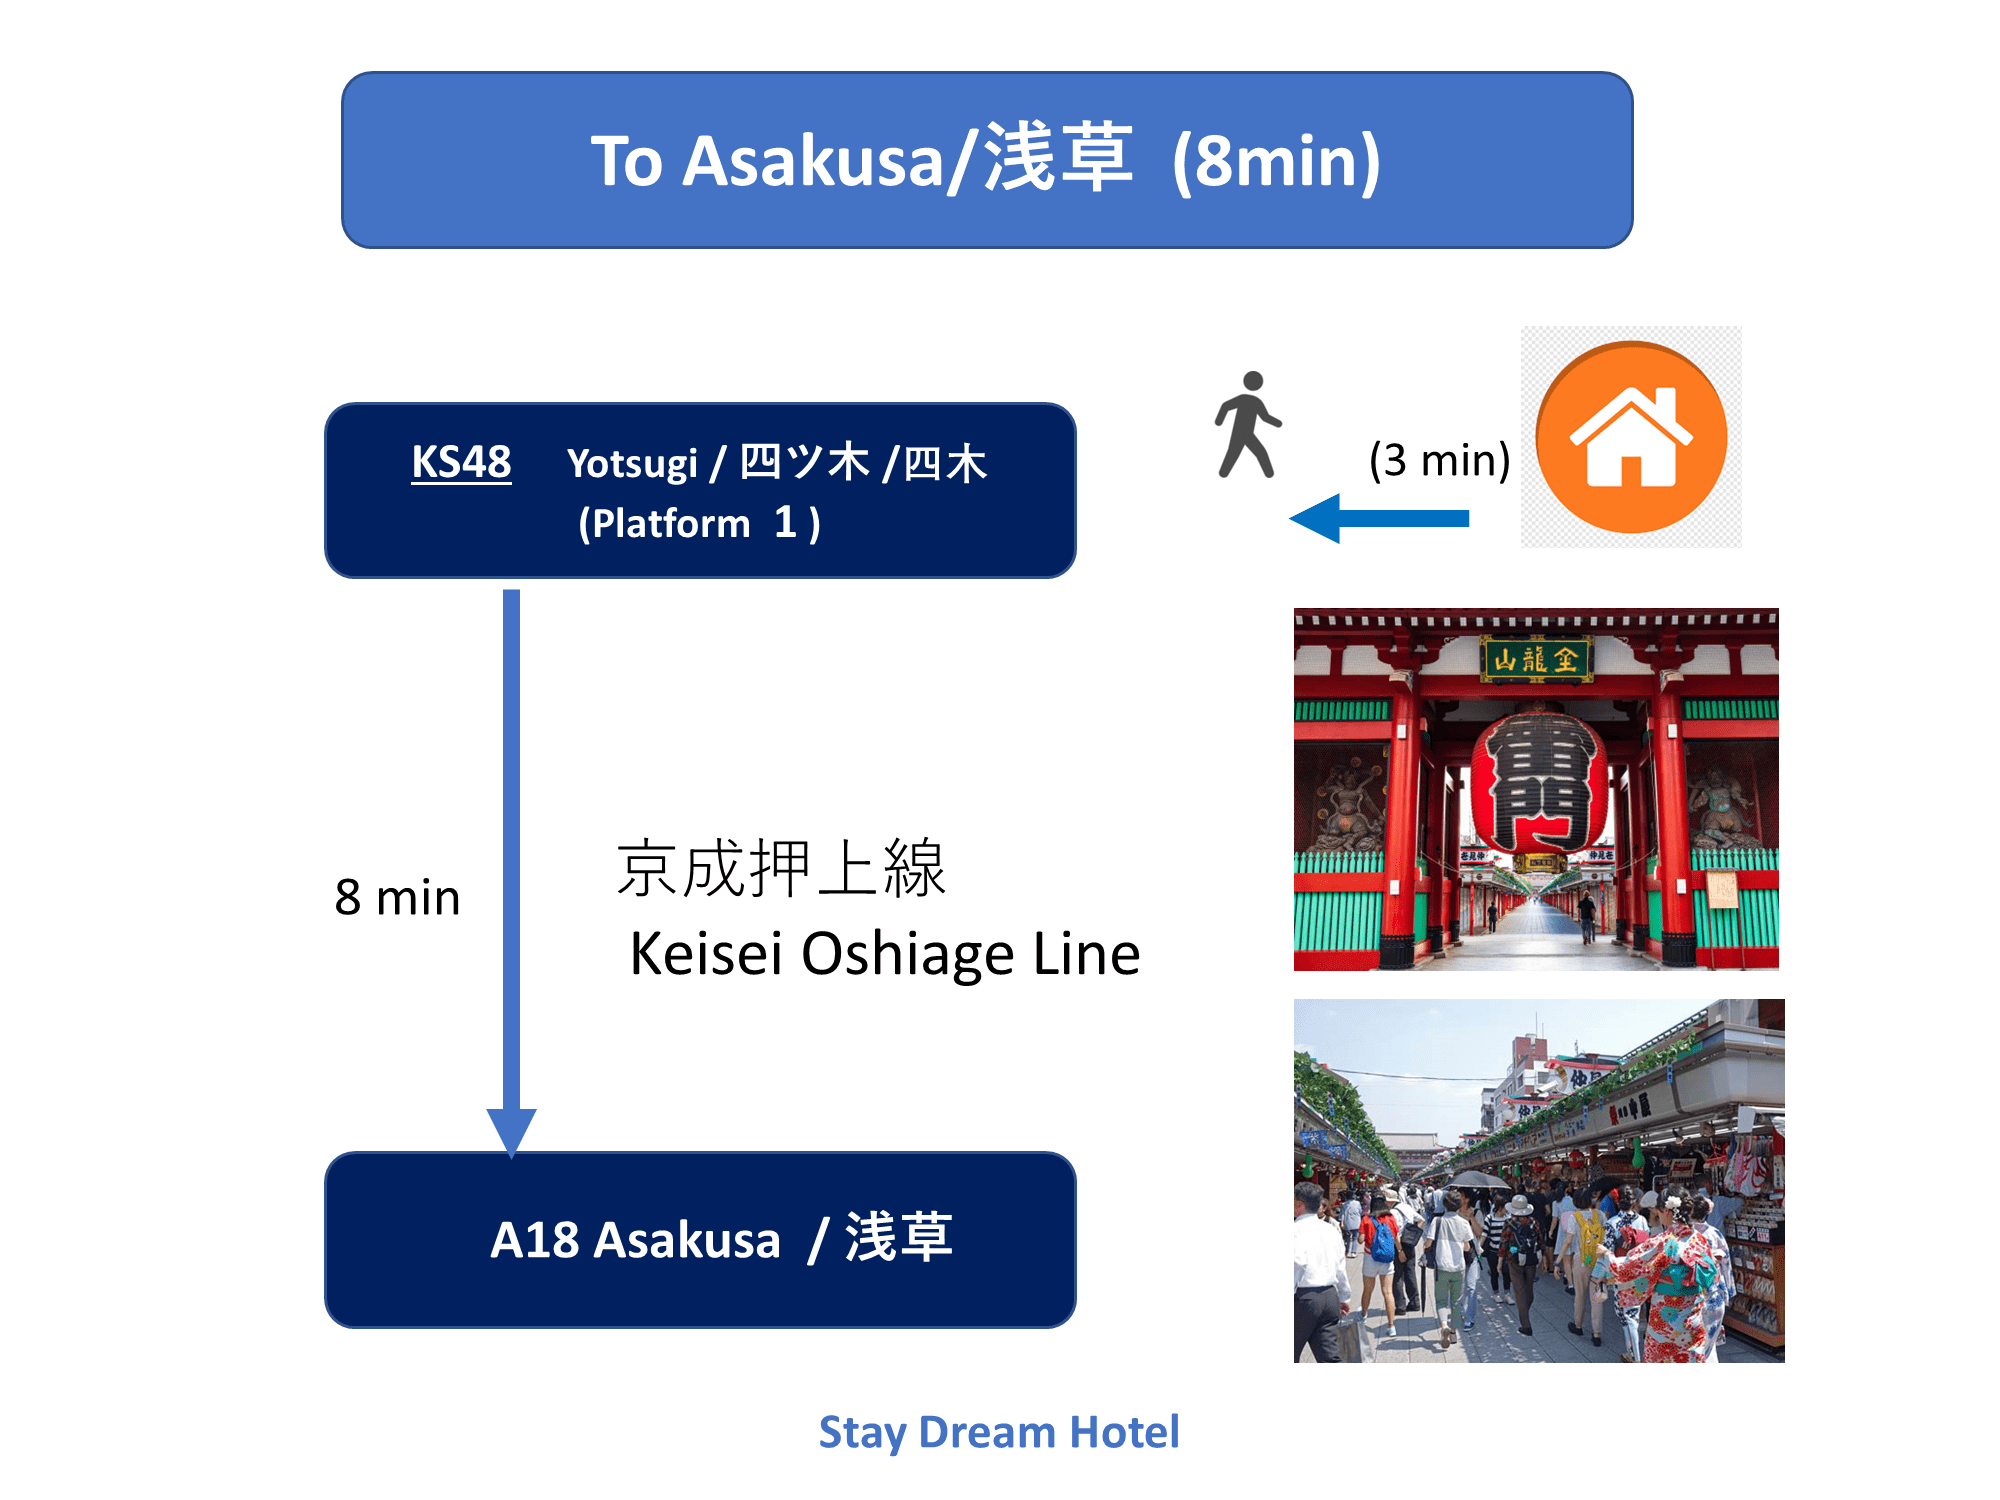 To Asakusa/浅草 (8min)
KS48 Yotsugi / 四ツ木 /四木
(Platform 1 )
(3 min)
金龍山
雷門
8 min
京成押上線
Keisei Oshiage Line
A18 Asakusa / 浅草
Stay Dream Hotel